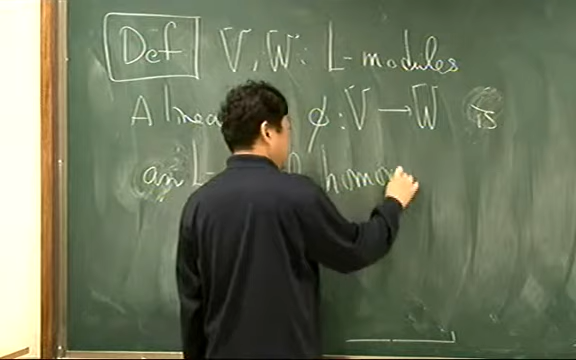 Def V, W : L-modules
A linea φ : V → W is
an L- homo